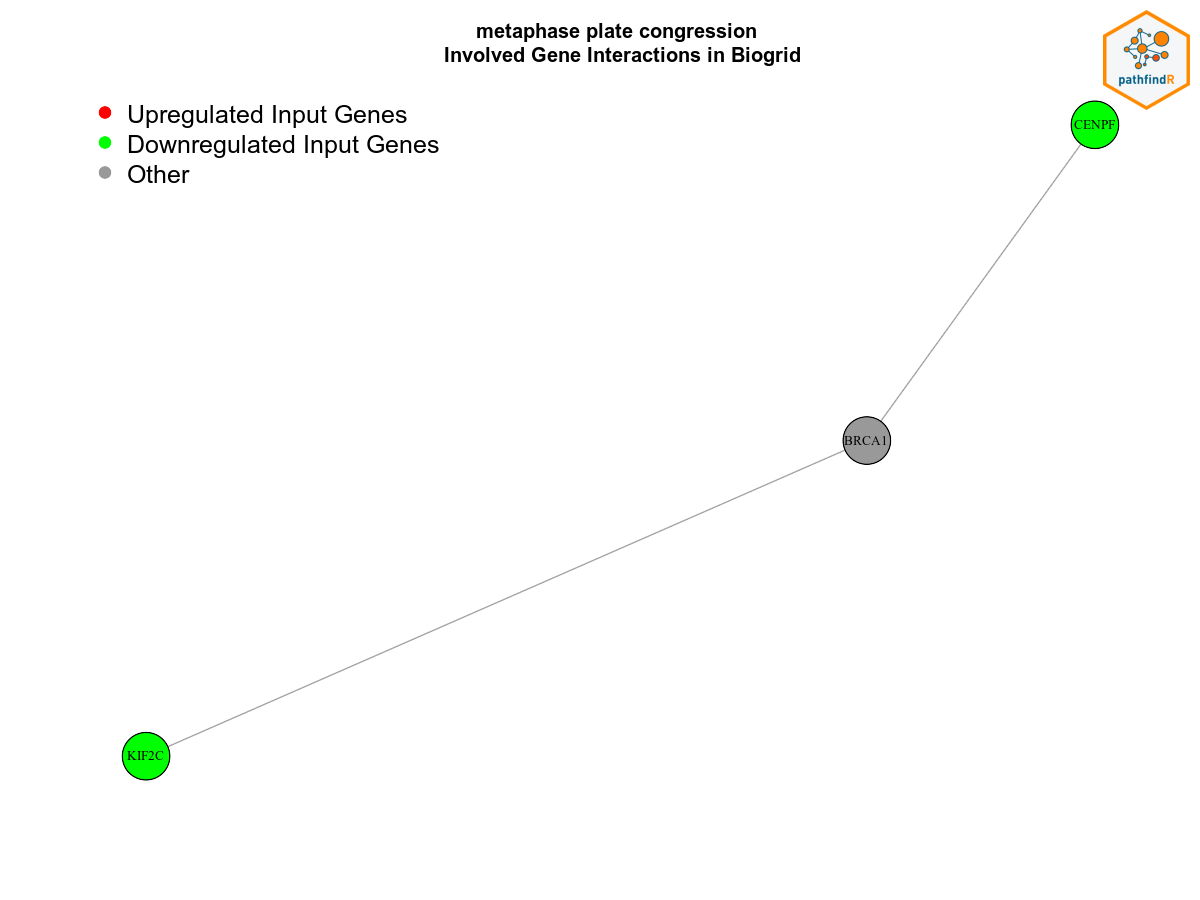 metaphase plate congression
Involved Gene Interactions in Biogrid
pathfindR
Upregulated Input Genes
Downregulated Input Genes
Other
CENPF
BRCA1
KIF2C